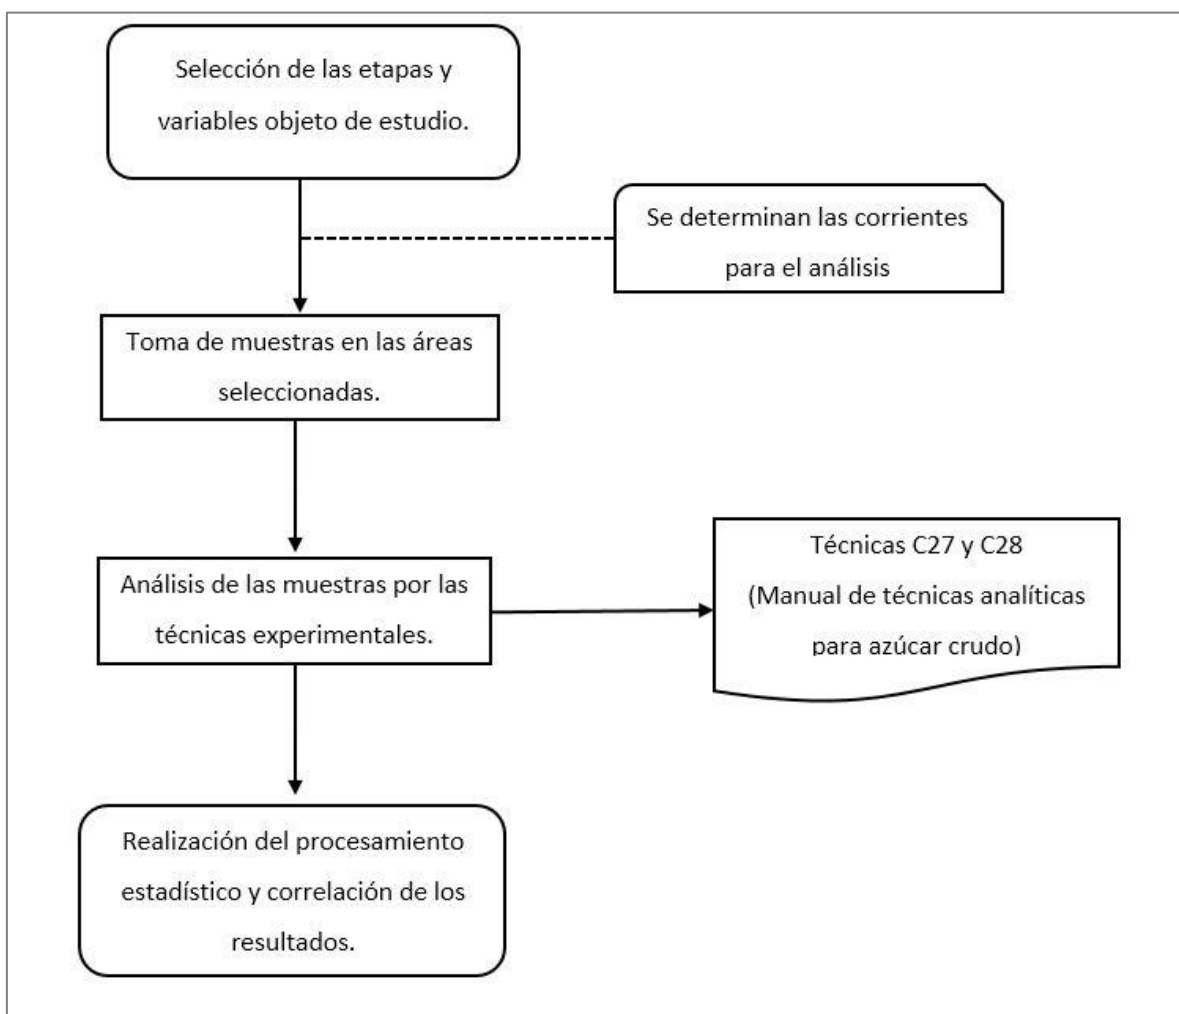 Selección de las etapas y
variables objeto de estudio.
Se determinan las corrientes
para el análisis
Toma de muestras en las áreas
seleccionadas.
Análisis de las muestras por las
técnicas experimentales.
Técnicas C27 y C28
(Manual de técnicas analíticas
para azúcar crudo)
Realización del procesamiento
estadístico y correlación de los
resultados.